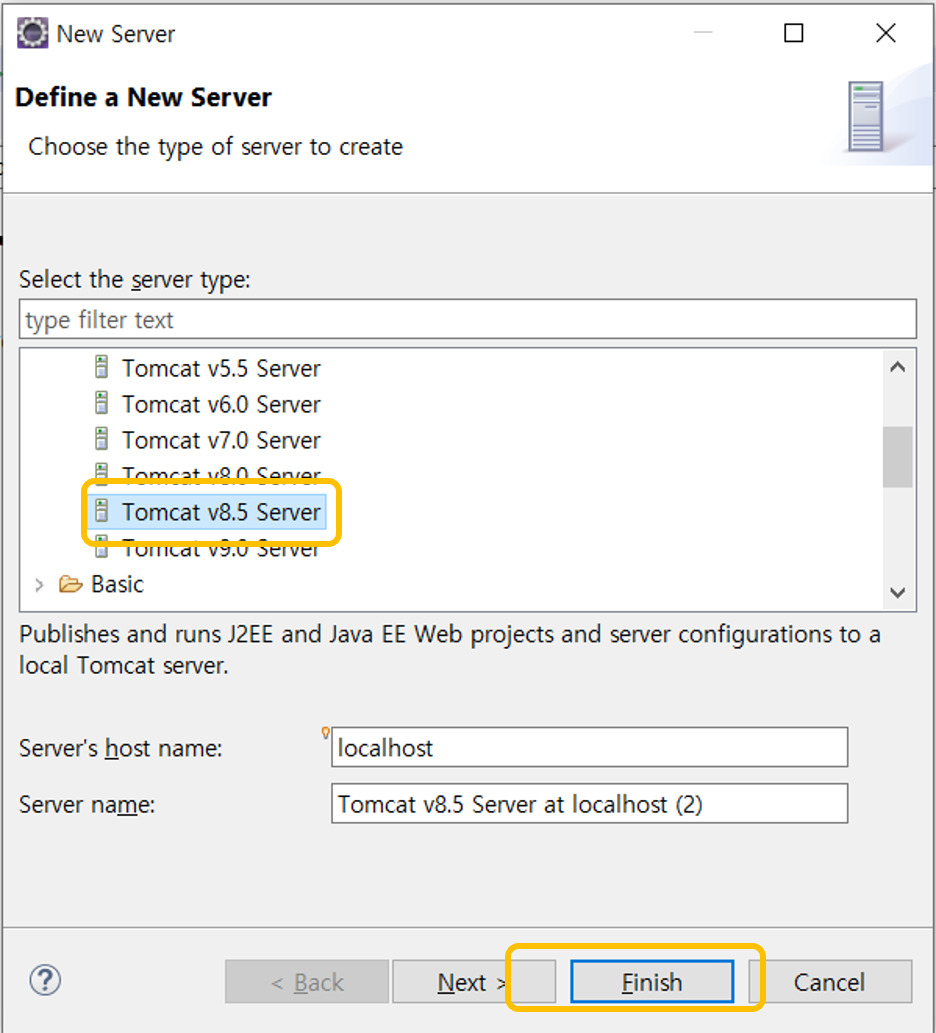 New Server
Define a New Server
Choose the type of server to create
Select the server type:
type filter text
Tomcat v5.5 Server
Tomcat v6.0 Server
Tomcat v7.0 Server
Tomcat v8.0 Server
Tomcat v8.5 Server
Tomcat v9.0 Server
Basic
Publishes and runs J2EE and Java EE Web projects and server configurations to a
local Tomcat server.
Server's host name: localhost
Server name: Tomcat v8.5 Server at localhost (2)
? < Back Next > Finish Cancel